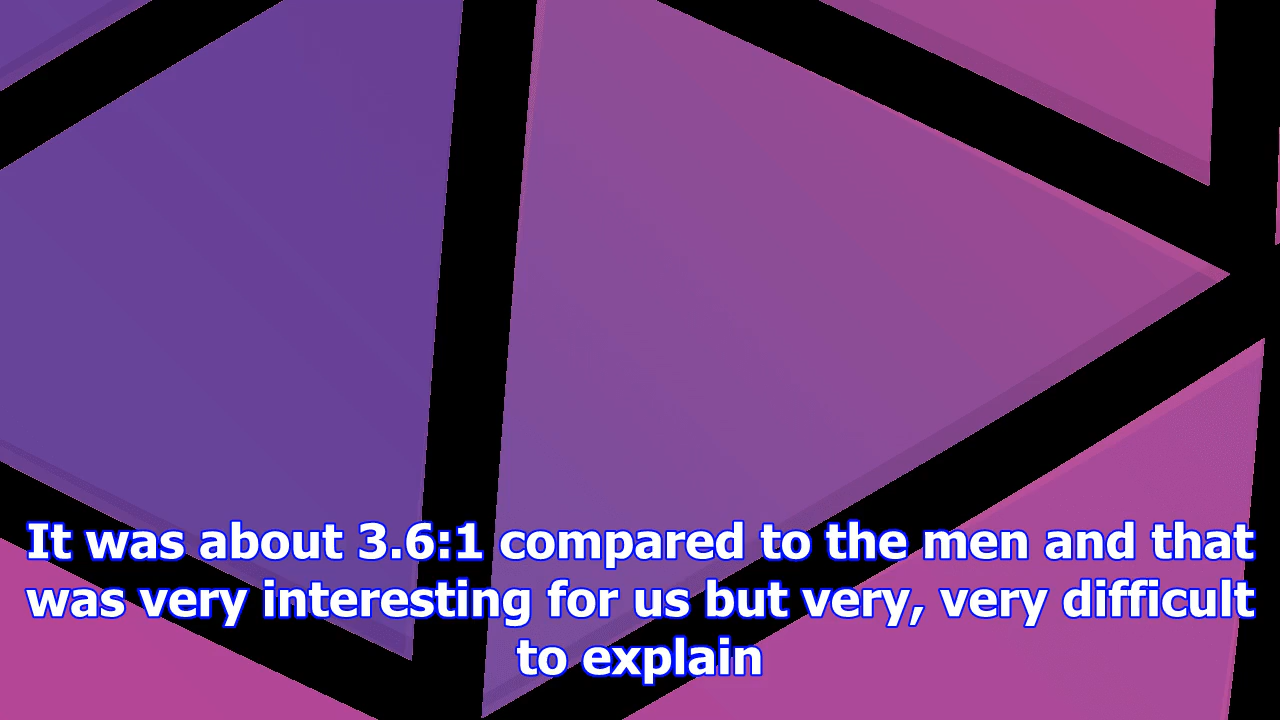 It was about 3.6:1 compared to the men and that
was very interesting for us but very, very difficult
to explain